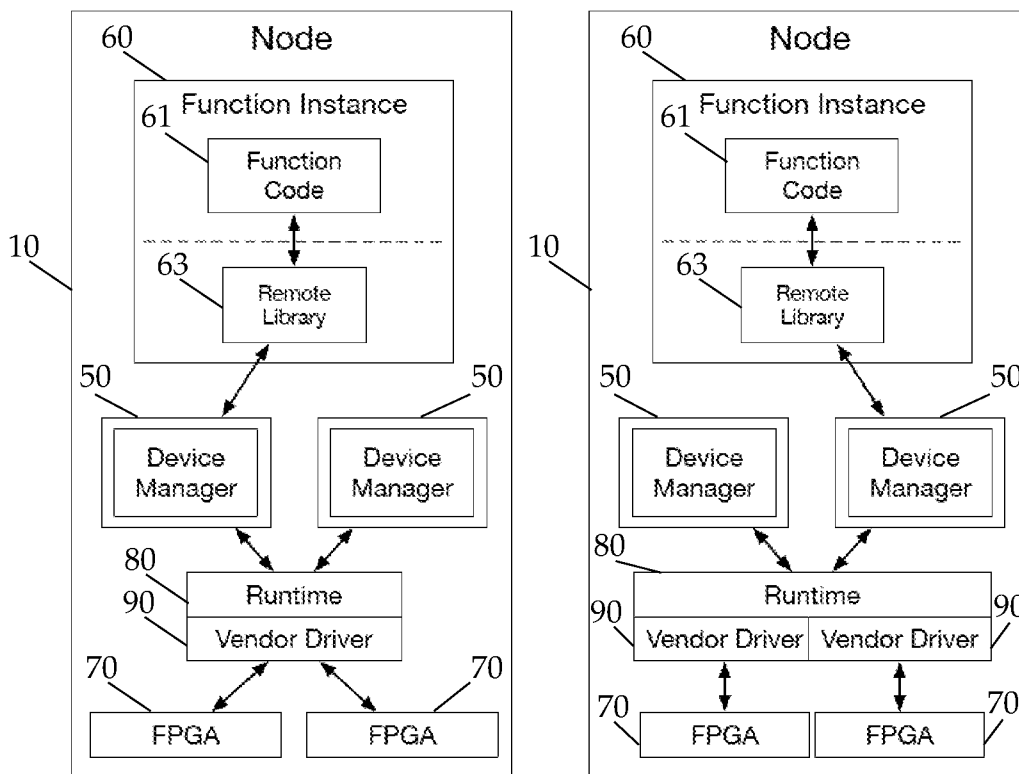 Node
60
Function Instance
61
Function
Code
10
63
Remote
Library
50
50
Device
Manager
Device
Manager
80
Runtime
90
Vendor Driver
70
70
FPGA
FPGA
Node
60
Function Instance
61
Function
Code
10
63
Remote
Library
50
50
Device
Manager
Device
Manager
80
Runtime
90
90
Vendor Driver
Vendor Driver
70
70
FPGA
FPGA